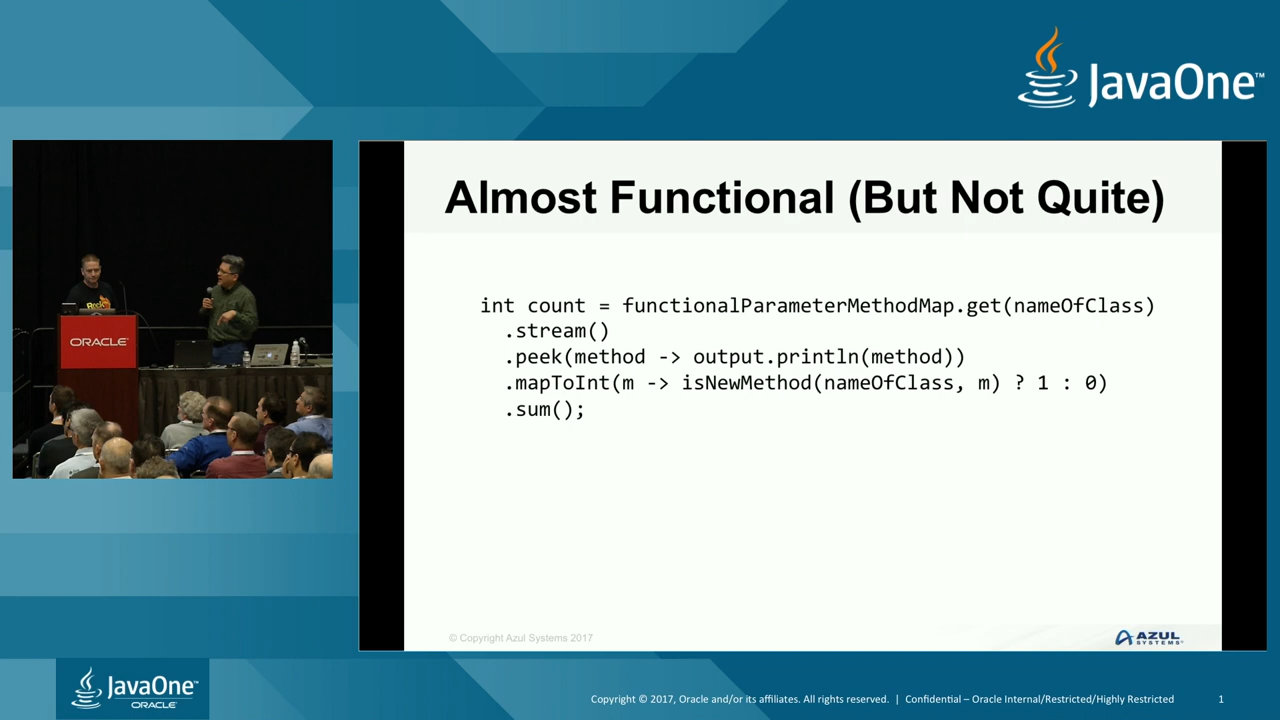 JavaOne™
Almost Functional (But Not Quite)
int count = functionalParameterMethodMap.get(nameOfClass)
.stream()
.peek(method -> output.println(method))
.mapToInt(m -> isNewMethod(nameOfClass, m) ? 1 : 0)
.sum();
© Copyright Azul Systems 2017
AZUL
SYSTEMS
ORACLE
JavaOne™
ORACLE
Copyright © 2017, Oracle and/or its affiliates. All rights reserved. | Confidential – Oracle Internal/Restricted/Highly Restricted
1